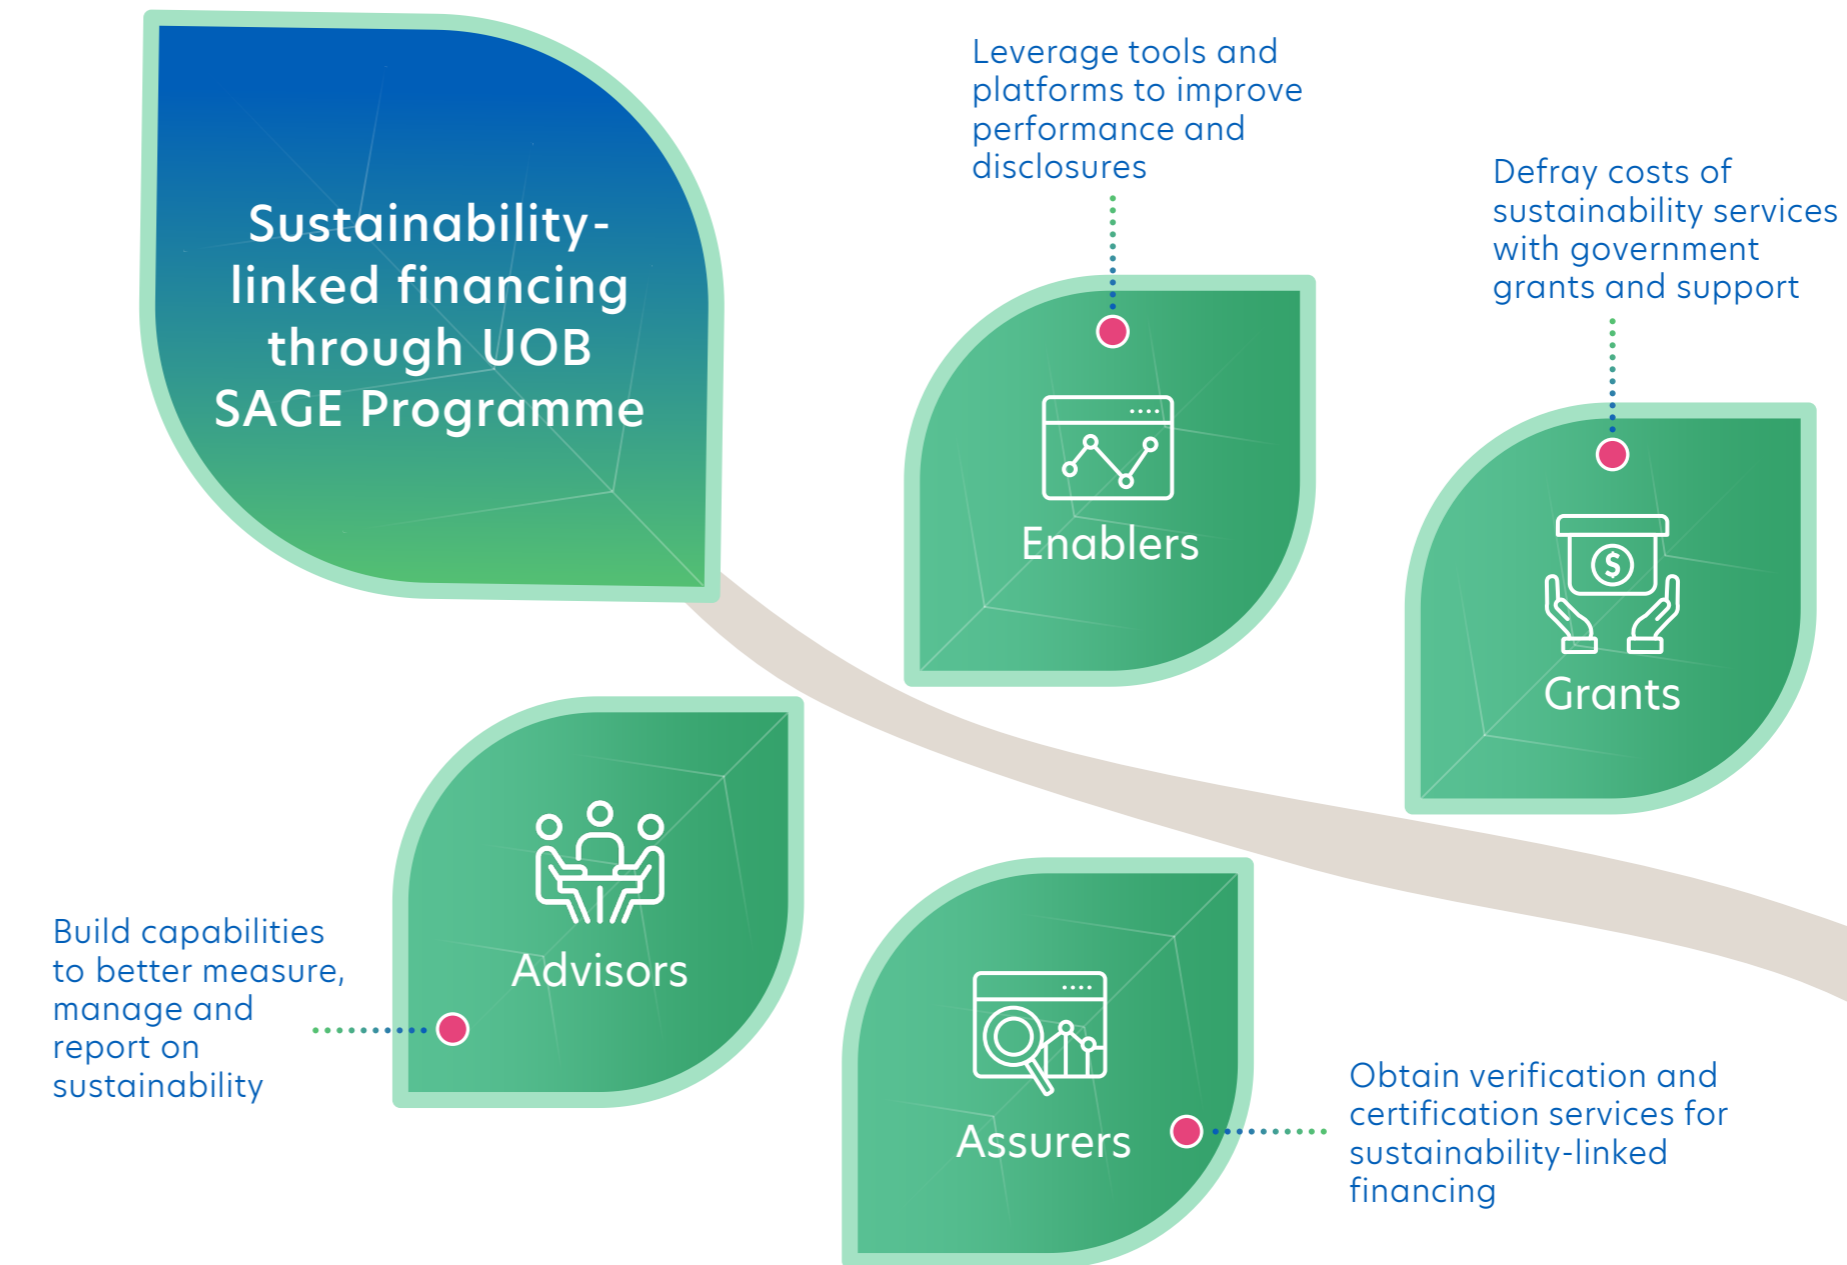 Sustainability-
linked financing
through UOB
SAGE Programme
Leverage tools and
platforms to improve
performance and
disclosures
Enablers
Defray costs of
sustainability services
with government
grants and support
$
Grants
Build capabilities
to better measure,
manage and
report on
sustainability
Advisors
Assurers
Obtain verification and
certification services for
sustainability-linked
financing